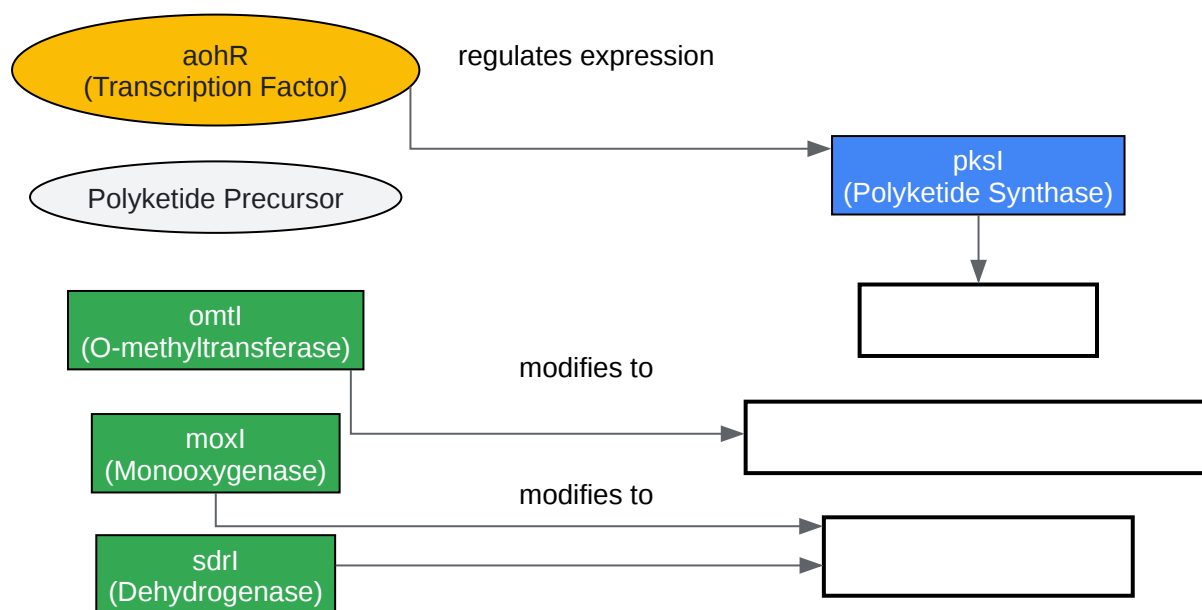 aohR
(Transcription Factor)
regulates expression
pksI
(Polyketide Synthase)
Polyketide Precursor
omtI
(O-methyltransferase)
modifies to
moxI
(Monooxygenase)
modifies to
sdrI
(Dehydrogenase)